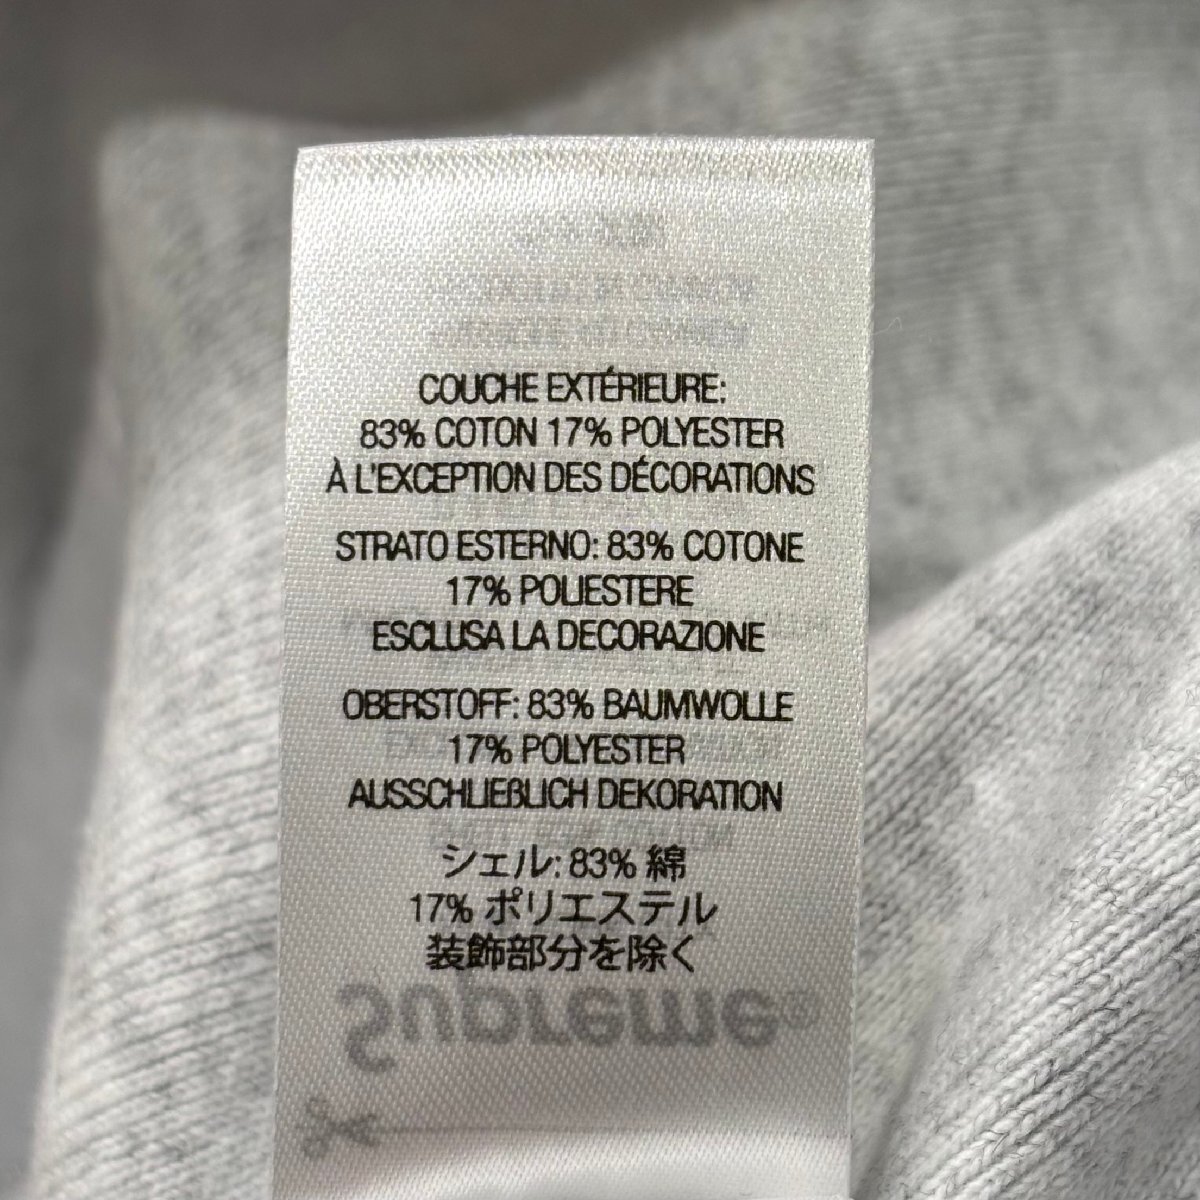 COUCHE EXTÉRIEURE:
83% COTON 17% POLYESTER
À L'EXCEPTION DES DÉCORATIONS
STRATO ESTERNO: 83% COTONE
17% POLIESTERE
ESCLUSA LA DECORAZIONE
OBERSTOFF: 83% BAUMWOLLE
17% POLYESTER
AUSSCHLIEßLICH DEKORATION
シェル: 83% 綿
17% ポリエステル
装飾部分を除く
Supreme®